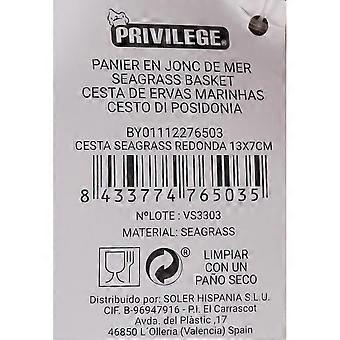 PRIVILEGE®
PANIER EN JONC DE MER
SEAGRASS BASKET
CESTA DE ERVAS MARINHAS
CESTO DI POSIDONIA
BY01112276503
CESTA SEAGRASS REDONDA 13X7CM
8 433774 765035
NºLOTE : VS3303
MATERIAL: SEAGRASS
LIMPIAR
CON UN
PAÑO SECO
Distribuido por: SOLER HISPANIA S.L.U.
CIF. B-96947916 - P.I. El Carrascot
Avda. del Plàstic ,17
46850 L'Olleria (Valencia) Spain